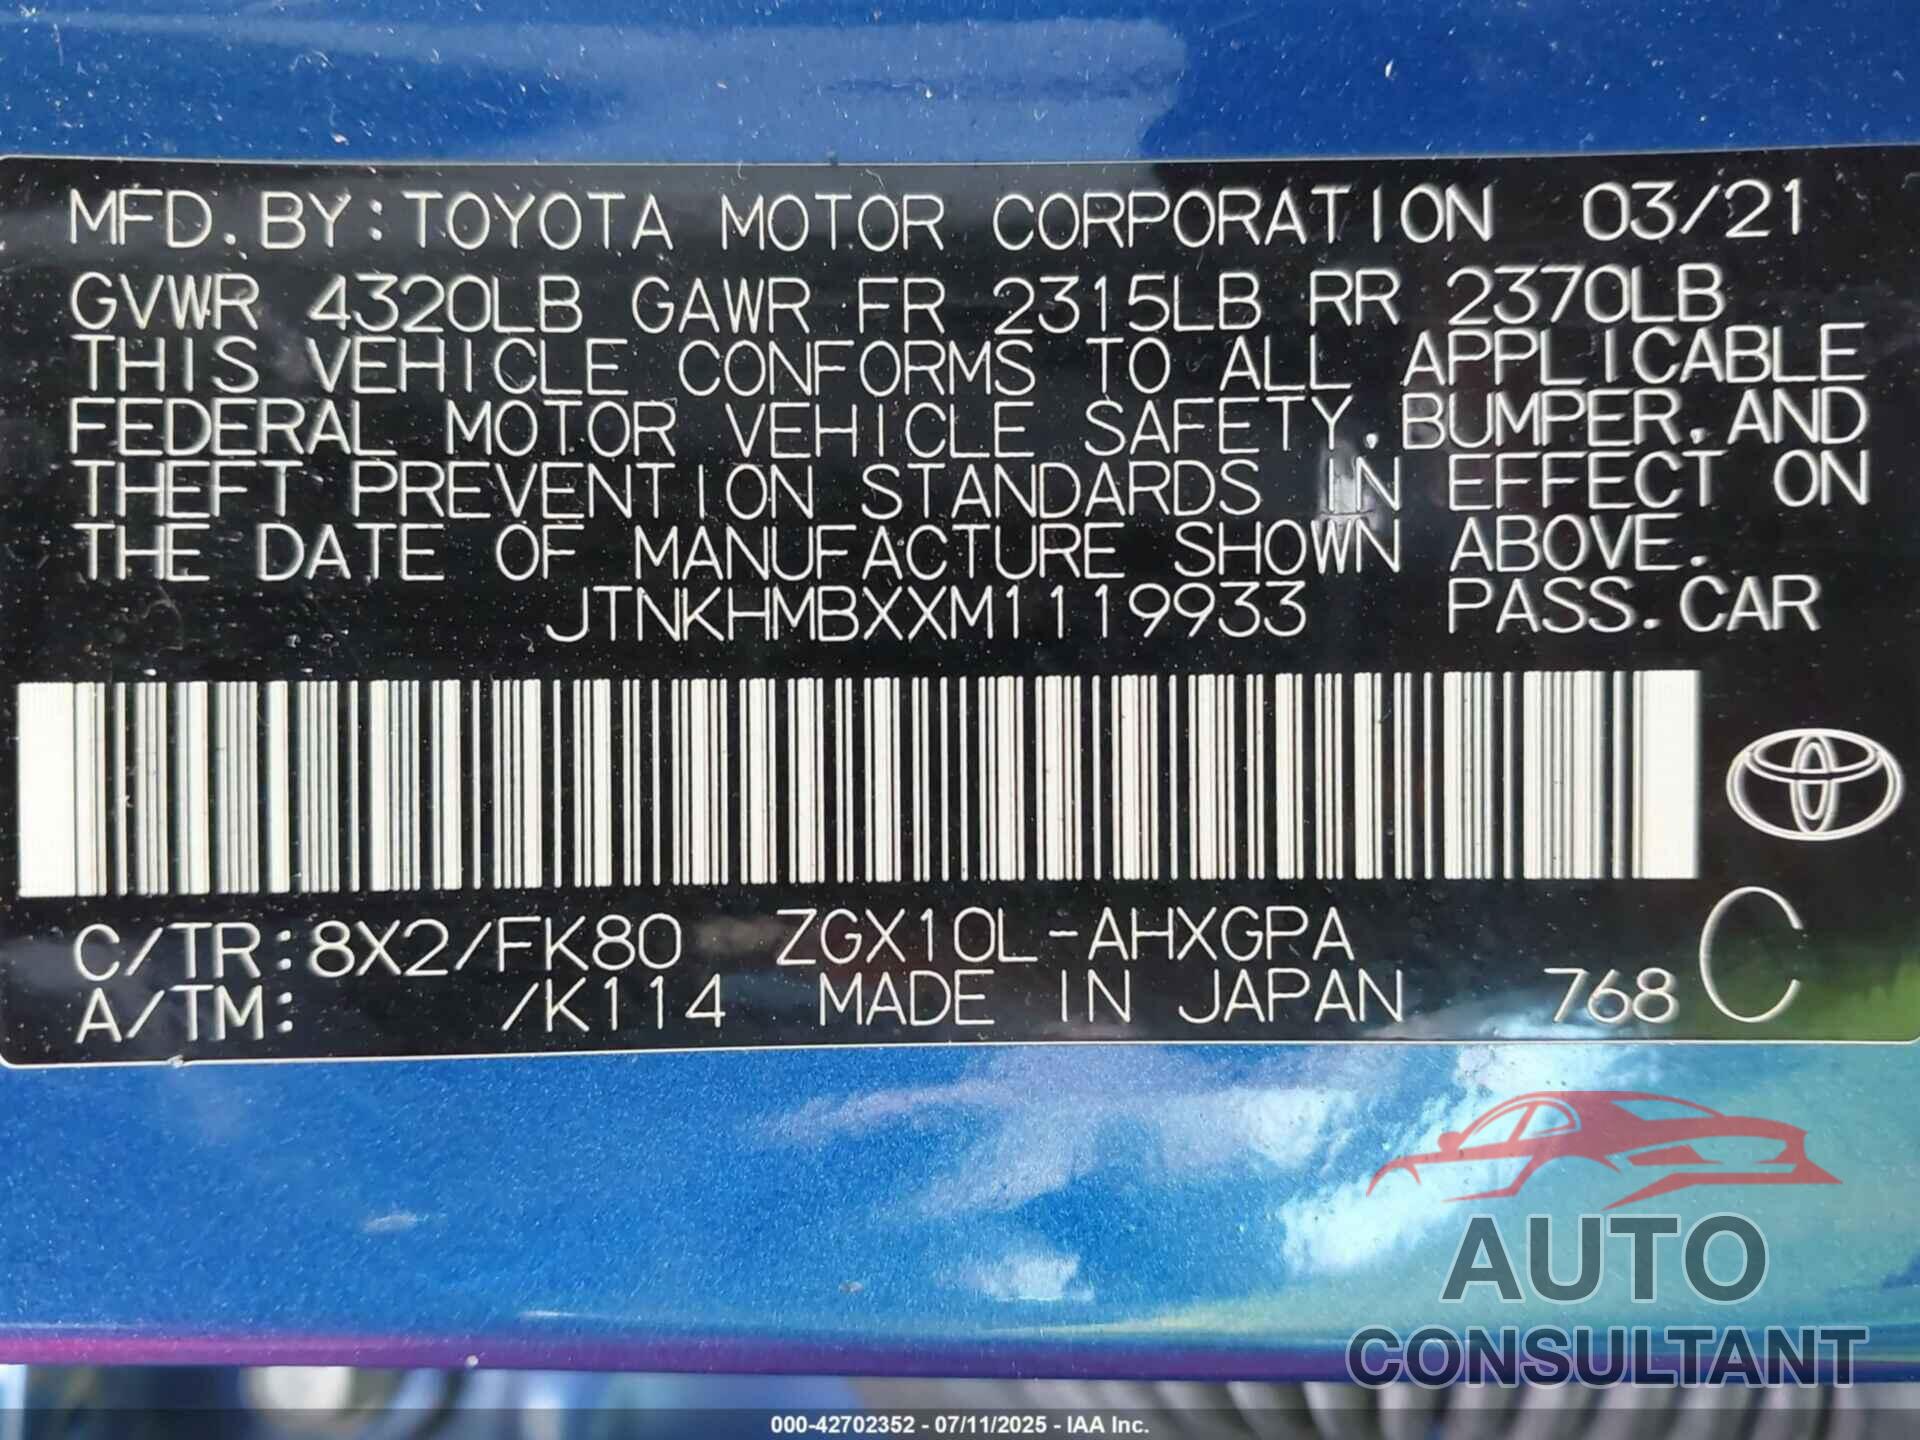 MFD. BY: TOYOTA MOTOR CORPORATION 03/21
GVWR 4320LB GAWR FR 2315LB RR 2370LB
THIS VEHICLE CONFORMS TO ALL APPLICABLE
FEDERAL MOTOR VEHICLE SAFETY, BUMPER, AND
THEFT PREVENTION STANDARDS IN EFFECT ON
THE DATE OF MANUFACTURE SHOWN ABOVE.
JTNKHMBXXM1119933 PASS. CAR
C/TR: 8X2/FK80 ZGX10L-AHXGPA
A/TM: /K114 MADE IN JAPAN 768 C
AUTO
CONSULTANT
000-42702352 - 07/11/2025 - IAA Inc.